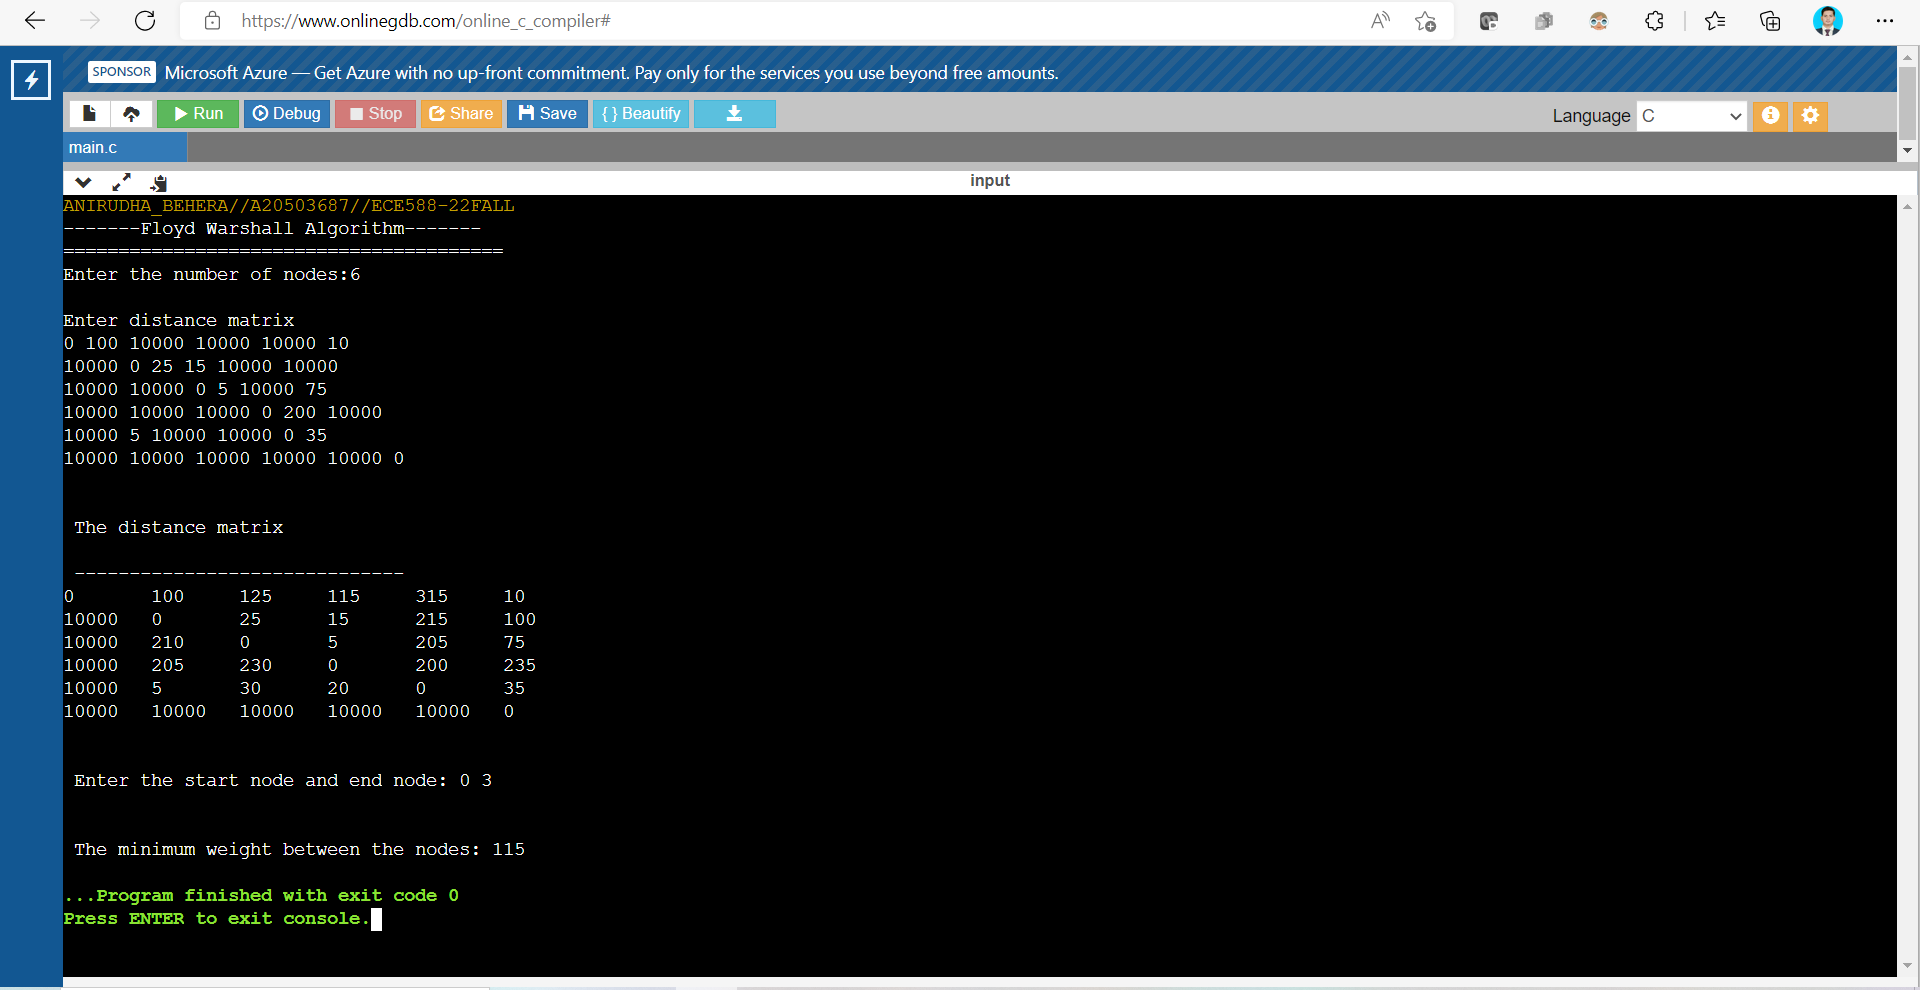 https://www.onlinegdb.com/online_c_compiler#
SPONSOR Microsoft Azure — Get Azure with no up-front commitment. Pay only for the services you use beyond free amounts.
Run Debug Stop Share Save { } Beautify Language C
main.c
input
ANIRUDHA_BEHERA//A20503687//ECE588-22FALL
-------Floyd Warshall Algorithm-------
========================================
Enter the number of nodes:6
Enter distance matrix
0 100 10000 10000 10000 10
10000 0 25 15 10000 10000
10000 10000 0 5 10000 75
10000 10000 10000 0 200 10000
10000 5 10000 10000 0 35
10000 10000 10000 10000 10000 0
The distance matrix
------------------------------
0 100 125 115 315 10
10000 0 25 15 215 100
10000 210 0 5 205 75
10000 205 230 0 200 235
10000 5 30 20 0 35
10000 10000 10000 10000 10000 0
Enter the start node and end node: 0 3
The minimum weight between the nodes: 115
...Program finished with exit code 0
Press ENTER to exit console.